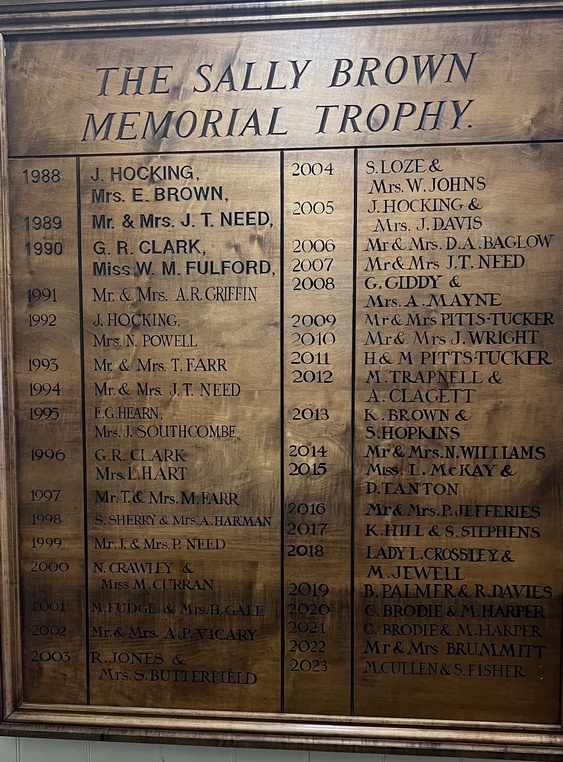 THE SALLY BROWN
MEMORIAL TROPHY.
1988 J. HOCKING,
Mrs. E. BROWN,
1989 Mr. & Mrs. J. T. NEED,
1990 G. R. CLARK,
Miss W. M. FULFORD,
1991 Mr. & Mrs. A.R. GRIFFIN
1992 J. HOCKING,
Mrs. N. POWELL
1993 Mr. & Mrs. T. FARR
1994 Mr. & Mrs. J.T. NEED
1995 E.G. HEARN,
Mrs. J. SOUTHCOMBE
1996 G.R. CLARK
Mrs. L. HART
1997 Mr. T. & Mrs. M. FARR
1998 S. SHERRY & Mrs. A. HARMAN
1999 Mr. J. & Mrs. P. NEED
2000 N. CRAWLEY &
Miss M. CURRAN
2001 M. FUDGE & Mrs. H. GALE
2002 Mr & Mrs. A.P. VICARY
2003 R. JONES &
Mrs. S. BUTTERFIELD
2004 S. LOZE &
Mrs. W. JOHNS
2005 J. HOCKING &
Mrs. J. DAVIS
2006 Mr & Mrs. D.A. BAGLOW
2007 Mr & Mrs J.T. NEED
2008 G. GIDDY &
Mrs. A. MAYNE
2009 Mr & Mrs PITTS-TUCKER
2010 Mr & Mrs J. WRIGHT
2011 H & M PITTS-TUCKER
2012 M. TRAPNELL &
A. CLAGETT
2013 K. BROWN &
S. HOPKINS
2014 Mr & Mrs. N. WILLIAMS
2015 Miss. L. McKAY &
D. TANTON
2016 Mr & Mrs. P. JEFFERIES
2017 K. HILL & S. STEPHENS
2018 LADY L. CROSSLEY &
M. JEWELL
2019 B. PALMER & R. DAVIES
2020 C. BRODIE & M. HARPER
2021 C. BRODIE & M. HARPER
2022 Mr & Mrs BRUMMITT
2023 M. CULLEN & S. FISHER